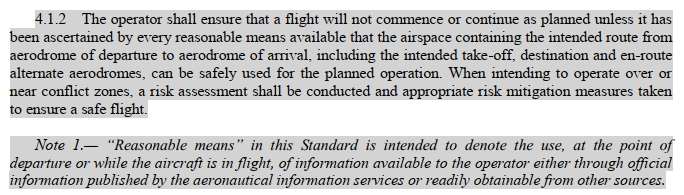 4.1.2 The operator shall ensure that a flight will not commence or continue as planned unless it has
been ascertained by every reasonable means available that the airspace containing the intended route from
aerodrome of departure to aerodrome of arrival, including the intended take-off, destination and en-route
alternate aerodromes, can be safely used for the planned operation. When intending to operate over or
near conflict zones, a risk assessment shall be conducted and appropriate risk mitigation measures taken
to ensure a safe flight.
Note 1.— “Reasonable means” in this Standard is intended to denote the use, at the point of
departure or while the aircraft is in flight, of information available to the operator either through official
information published by the aeronautical information services or readily obtainable from other sources.